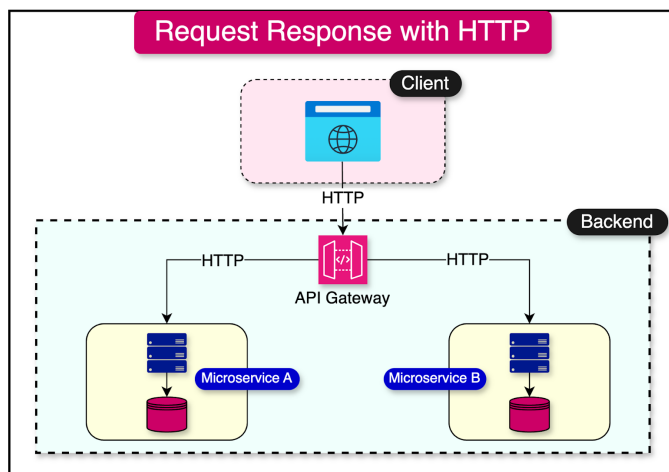 Request Response with HTTP
Client
HTTP
Backend
HTTP
HTTP
API Gateway
Microservice A
Microservice B